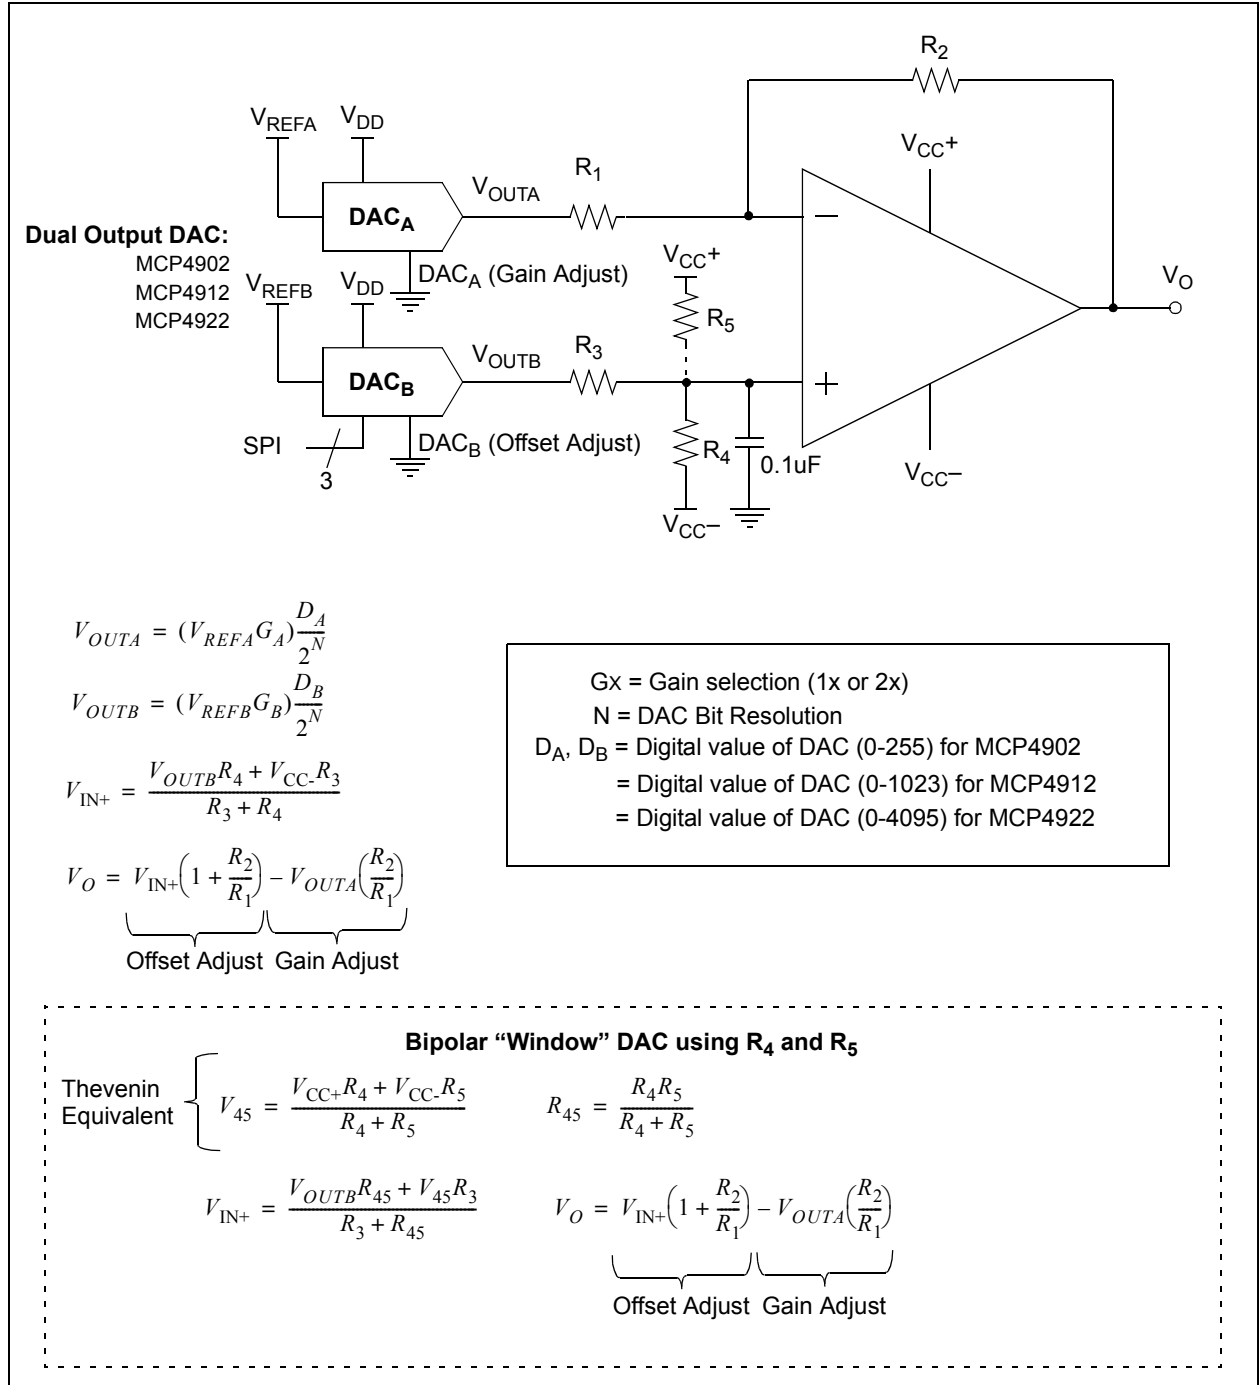 R2
VREFA VDD
VCC+
R1
VOUTA
DACA
Dual Output DAC:
MCP4902
MCP4912
MCP4922
VCC+
DACA (Gain Adjust)
VREFB VDD
VO
R5
VOUTB R3
DACB
SPI
3
DACB (Offset Adjust)
R4
0.1uF
VCC–
VCC–
−
+
VOUTA = (VREFA GA) DA/2^N
VOUTB = (VREFB GB) DB/2^N
VIN+ = (VOUTB R4 + VCC- R3)/(R3 + R4)
VO = VIN+(1 + R2/R1) – VOUTA(R2/R1)
Offset Adjust Gain Adjust
GX = Gain selection (1x or 2x)
N = DAC Bit Resolution
DA, DB = Digital value of DAC (0-255) for MCP4902
= Digital value of DAC (0-1023) for MCP4912
= Digital value of DAC (0-4095) for MCP4922
Bipolar “Window” DAC using R4 and R5
Thevenin
Equivalent
V45 = (VCC+ R4 + VCC- R5)/(R4 + R5)
R45 = R4 R5/(R4 + R5)
VIN+ = (VOUTB R45 + V45 R3)/(R3 + R45)
VO = VIN+(1 + R2/R1) – VOUTA(R2/R1)
Offset Adjust Gain Adjust